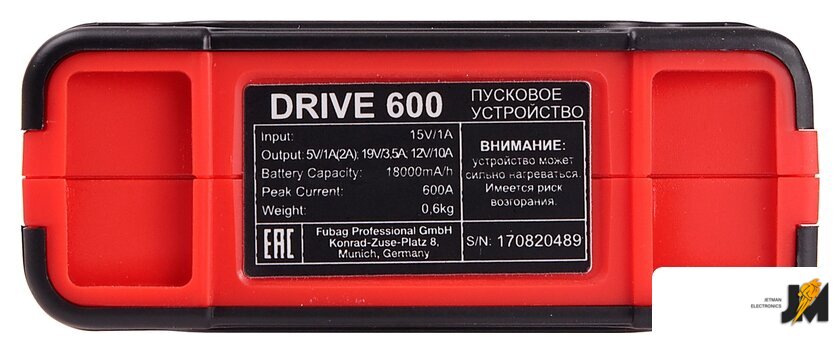 DRIVE 600
ПУСКОВОЕ
УСТРОЙСТВО
Input: 15V/1A
Output: 5V/1A(2A); 19V/3,5A; 12V/10A
Battery Capacity: 18000mA/h
Peak Current: 600A
Weight: 0,6kg
ВНИМАНИЕ:
устройство может
сильно нагреваться.
Имеется риск
возгорания.
EAC
Fubag Professional GmbH
Konrad-Zuse-Platz 8,
Munich, Germany
S/N: 170820489
JETMAN
ELECTRONICS
JM